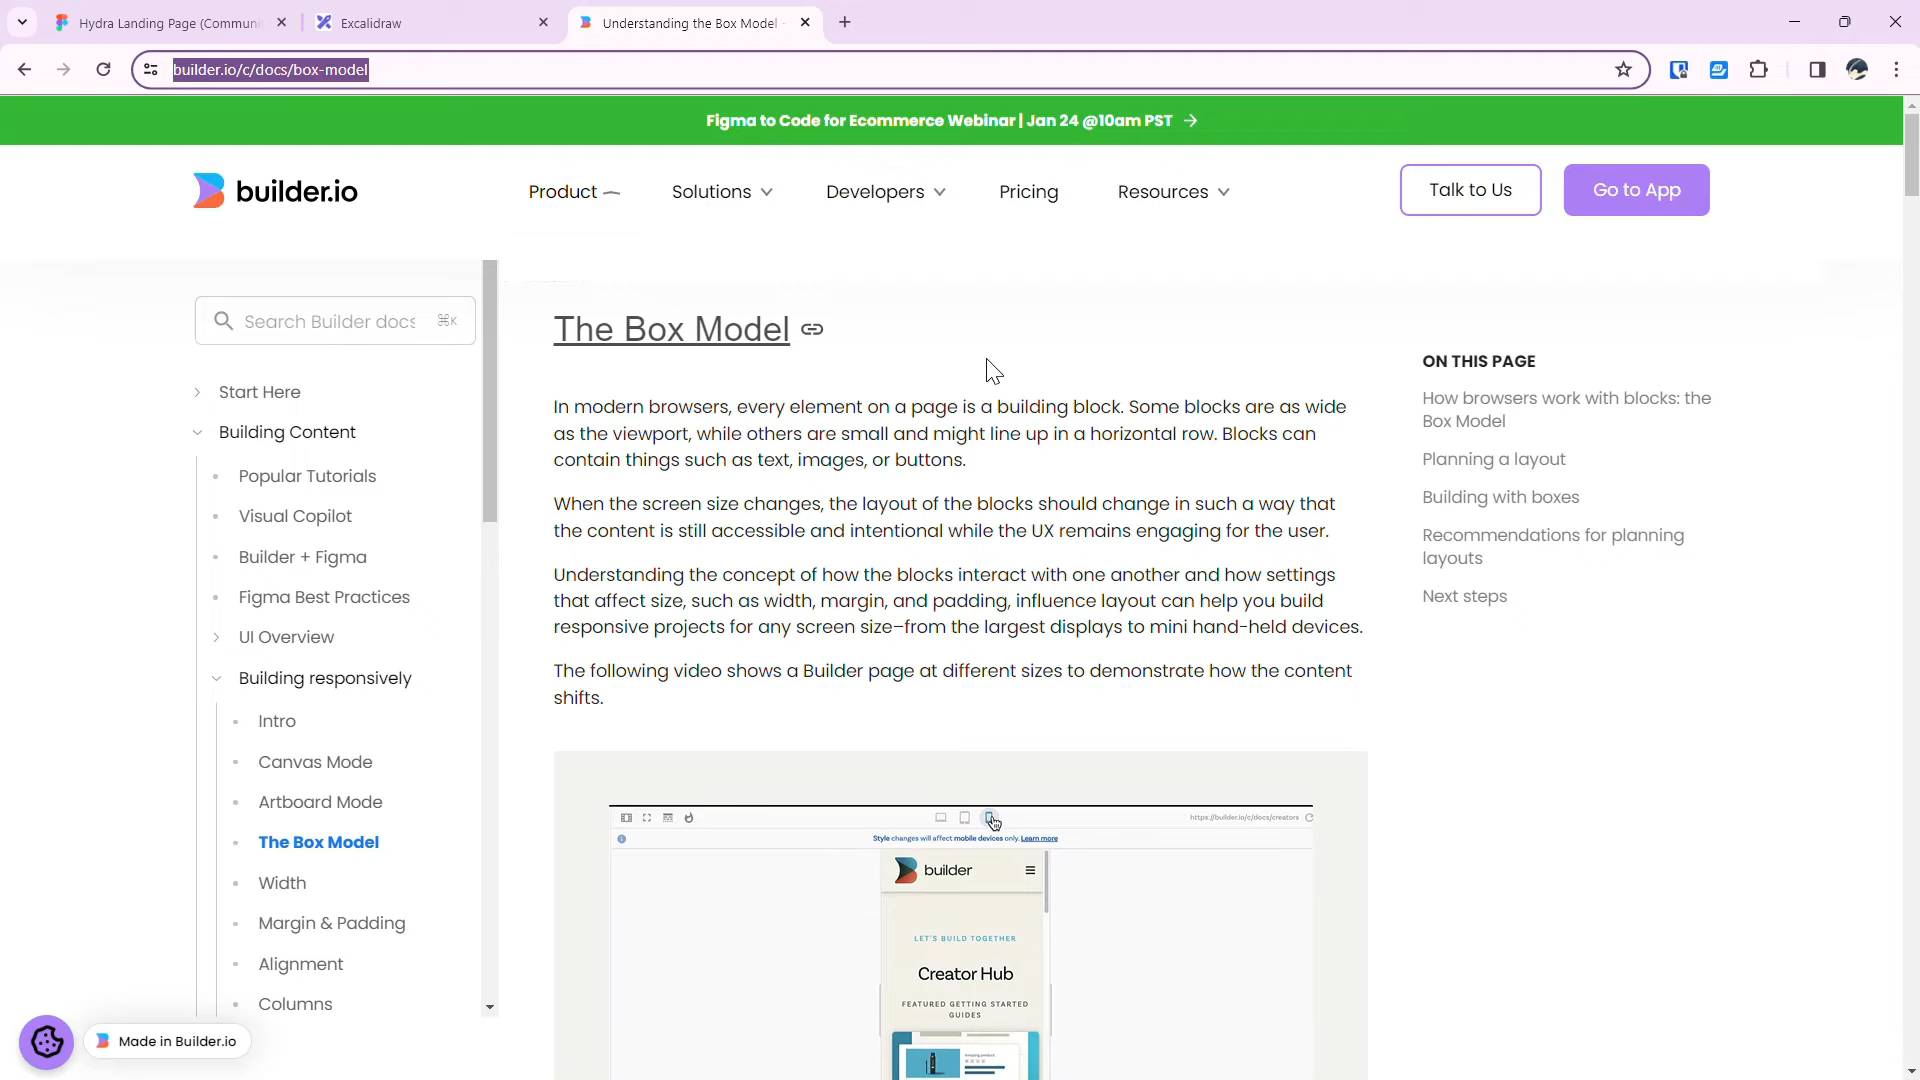 Hydra Landing Page (Communi
Excalidraw
Understanding the Box Model -
builder.io/c/docs/box-model
Figma to Code for Ecommerce Webinar | Jan 24 @10am PST →
builder.io
Product
Solutions
Developers
Pricing
Resources
Talk to Us
Go to App
Search Builder docs
⌘K
Start Here
Building Content
Popular Tutorials
Visual Copilot
Builder + Figma
Figma Best Practices
UI Overview
Building responsively
Intro
Canvas Mode
Artboard Mode
The Box Model
Width
Margin & Padding
Alignment
Columns
Made in Builder.io
The Box Model
In modern browsers, every element on a page is a building block. Some blocks are as wide
as the viewport, while others are small and might line up in a horizontal row. Blocks can
contain things such as text, images, or buttons.
When the screen size changes, the layout of the blocks should change in such a way that
the content is still accessible and intentional while the UX remains engaging for the user.
Understanding the concept of how the blocks interact with one another and how settings
that affect size, such as width, margin, and padding, influence layout can help you build
responsive projects for any screen size–from the largest displays to mini hand-held devices.
The following video shows a Builder page at different sizes to demonstrate how the content
shifts.
https://builder.io/c/docs/creators
Style changes will affect mobile devices only. Learn more
builder
LET'S BUILD TOGETHER
Creator Hub
FEATURED GETTING STARTED
GUIDES
Amazing product.
ON THIS PAGE
How browsers work with blocks: the
Box Model
Planning a layout
Building with boxes
Recommendations for planning
layouts
Next steps